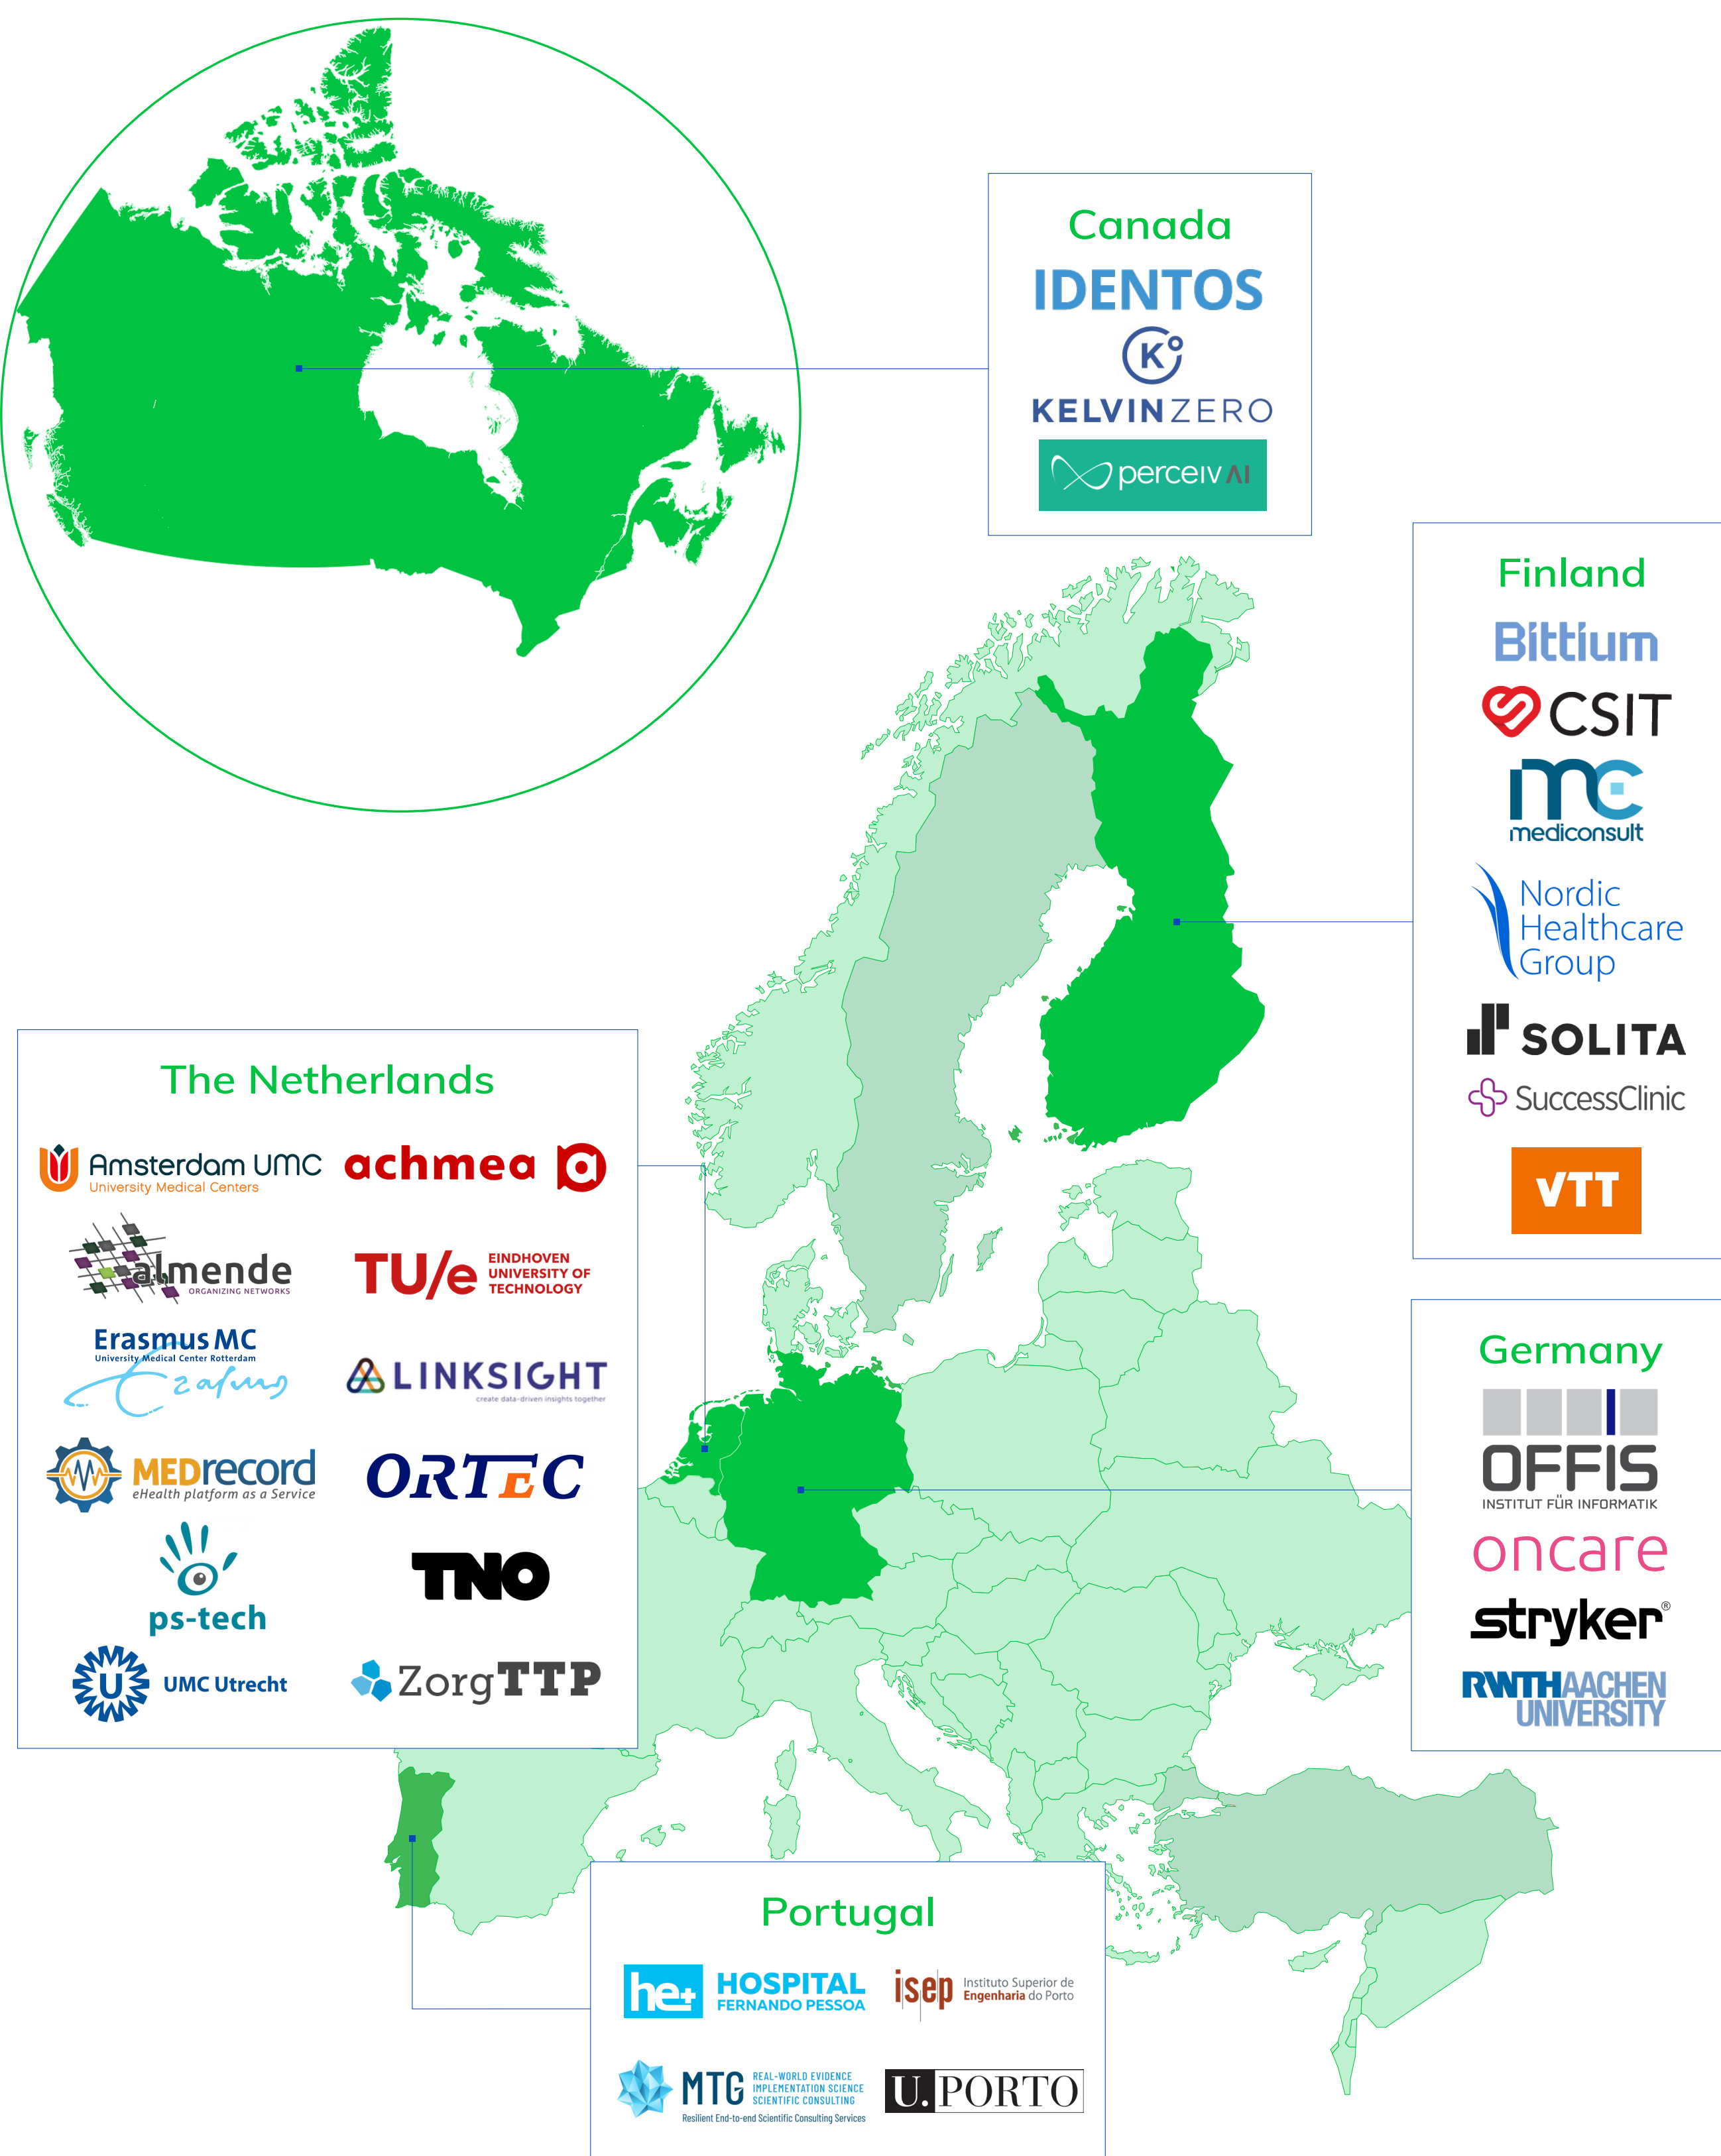 Canada
IDENTOS
K
KELVINZERO
perceivAI
Finland
Bittium
CSIT
mc
mediconsult
Nordic
Healthcare
Group
SOLITA
SuccessClinic
VTT
The Netherlands
Amsterdam UMC
University Medical Centers
achmea
almende
ORGANIZING NETWORKS
TU/e
EINDHOVEN
UNIVERSITY OF
TECHNOLOGY
Erasmus MC
University Medical Center Rotterdam
Erasmus
LINKSIGHT
create data-driven insights together
MEDrecord
eHealth platform as a Service
ORTEC
ps-tech
TNO
U
UMC Utrecht
ZorgTTP
Germany
OFFIS
INSTITUT FÜR INFORMATIK
oncare
stryker®
RWTHAACHEN
UNIVERSITY
Portugal
he+
HOSPITAL
FERNANDO PESSOA
isep
Instituto Superior de
Engenharia do Porto
MTG
REAL-WORLD EVIDENCE
IMPLEMENTATION SCIENCE
SCIENTIFIC CONSULTING
Resilient End-to-end Scientific Consulting Services
U.PORTO